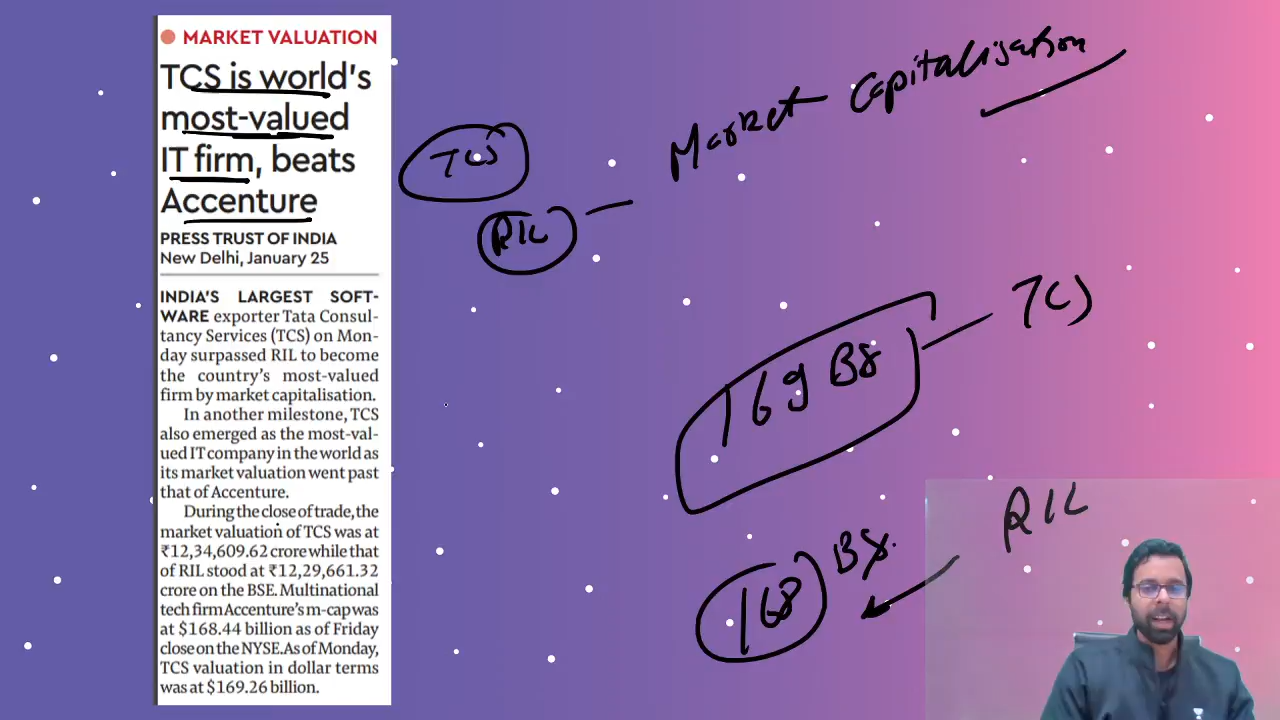 MARKET VALUATION
TCS is world's
most-valued
IT firm, beats
Accenture
PRESS TRUST OF INDIA
New Delhi, January 25
INDIA'S LARGEST SOFT-
WARE exporter Tata Consul-
tancy Services (TCS) on Mon-
day surpassed RIL to become
the country's most-valued
firm by market capitalisation.
In another milestone, TCS
also emerged as the most-val-
ued IT company in the world as
its market valuation went past
that of Accenture.
During the close of trade, the
market valuation of TCS was at
₹12,34,609.62 crore while that
of RIL stood at ₹12,29,661.32
crore on the BSE. Multinational
tech firm Accenture's m-cap was
at $168.44 billion as of Friday
close on the NYSE. As of Monday,
TCS valuation in dollar terms
was at $169.26 billion.
Market Capitalisation
TCS
RIL
TCS
169 B$
RIL
168 B$.